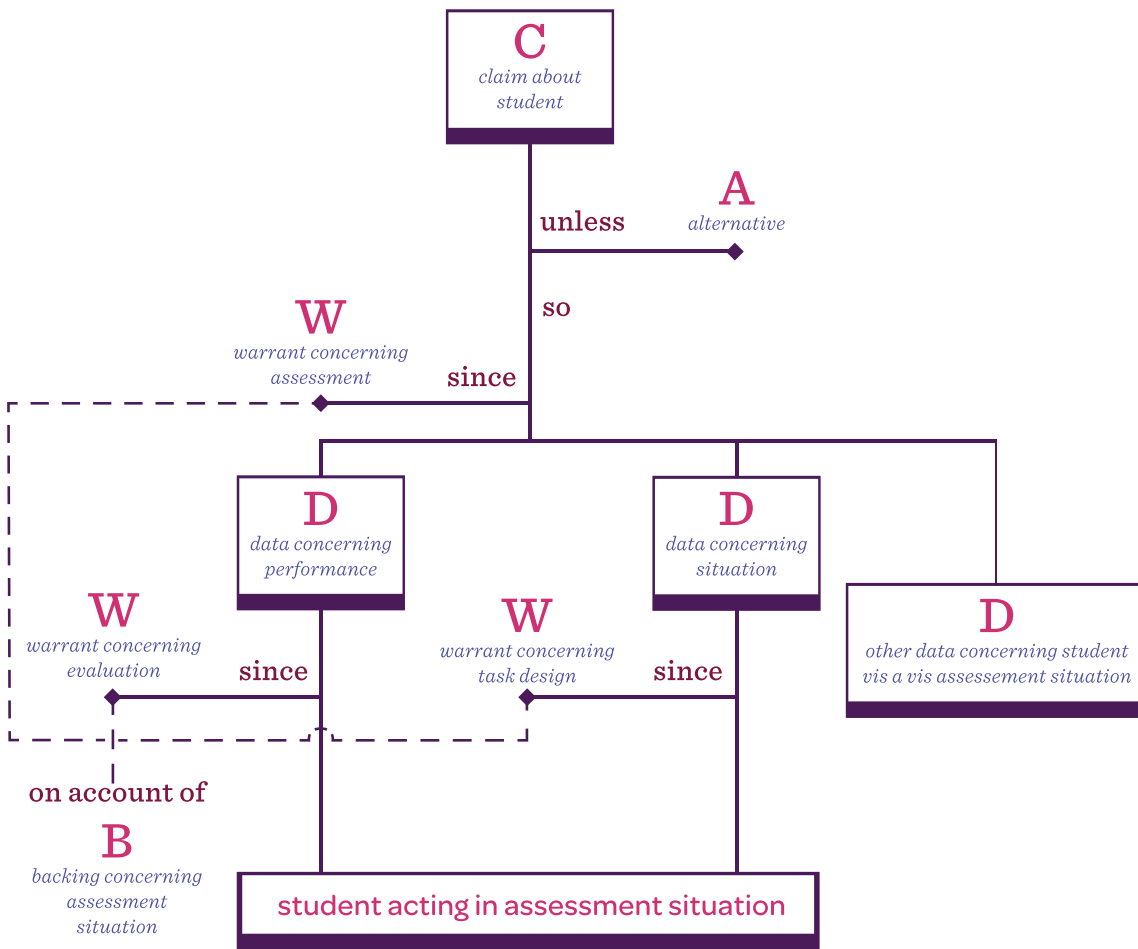 C
claim about
student
A
alternative
unless
so
W
warrant concerning
assessment
since
D
data concerning
performance
D
data concerning
situation
D
other data concerning student
vis a vis assessement situation
W
warrant concerning
evaluation
since
W
warrant concerning
task design
since
on account of
B
backing concerning
assessment
situation
student acting in assessment situation